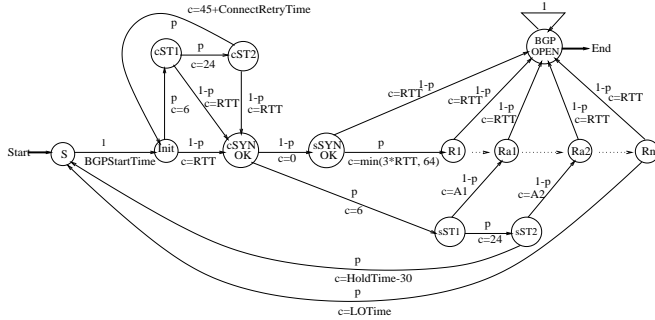 c=45+ConnectRetryTime
1
p
BGP
OPEN
End
cST1
p
c=24
cST2
p
c=6
1-p
c=RTT
1-p
c=RTT
1-p
c=RTT
1-p
c=RTT
1-p
c=RTT
1-p
c=RTT
1-p
c=RTT
Start
S
1
BGPStartTime
Init
1-p
c=RTT
cSYN
OK
1-p
c=0
sSYN
OK
p
c=min(3*RTT, 64)
R1
Ra1
Ra2
Rn
p
c=6
1-p
c=A1
1-p
c=A2
sST1
p
c=24
sST2
p
c=HoldTime-30
p
c=LOTime